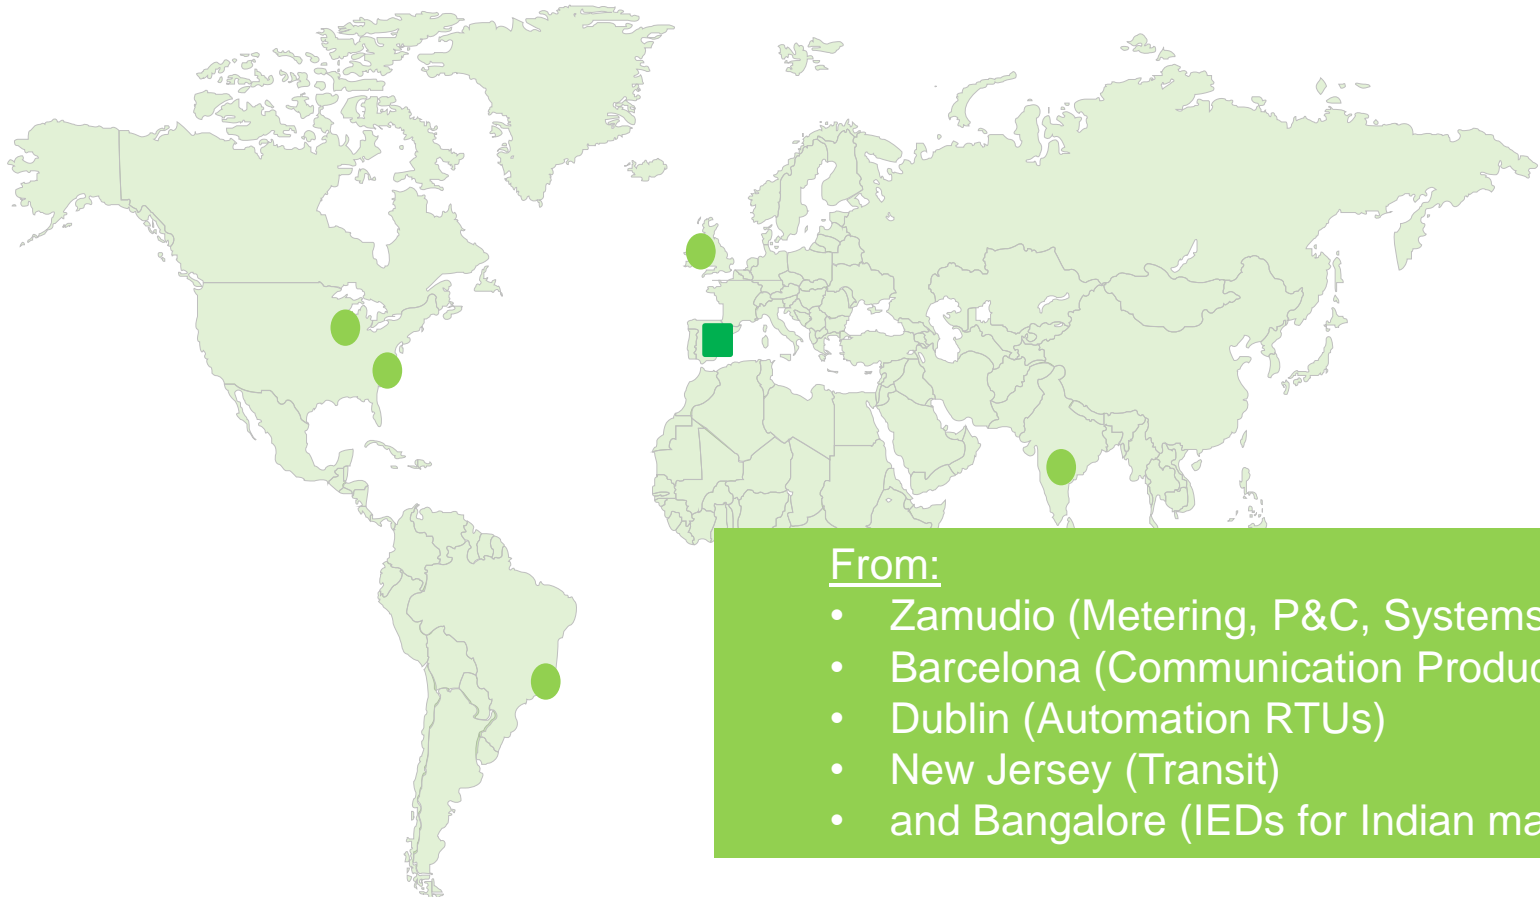 From:
• Zamudio (Metering, P&C, Systems
• Barcelona (Communication Produc
• Dublin (Automation RTUs)
• New Jersey (Transit)
• and Bangalore (IEDs for Indian ma